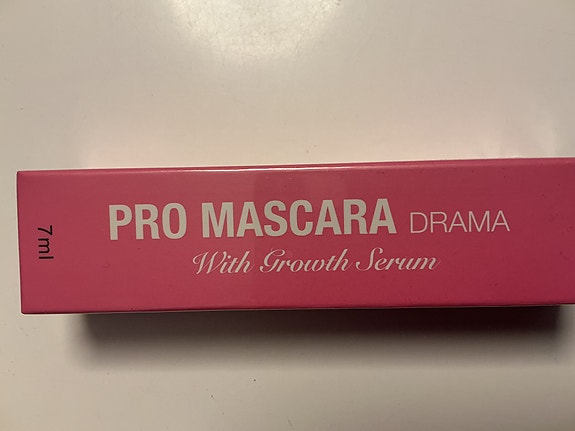 7ml
PRO MASCARA DRAMA
With Growth Serum